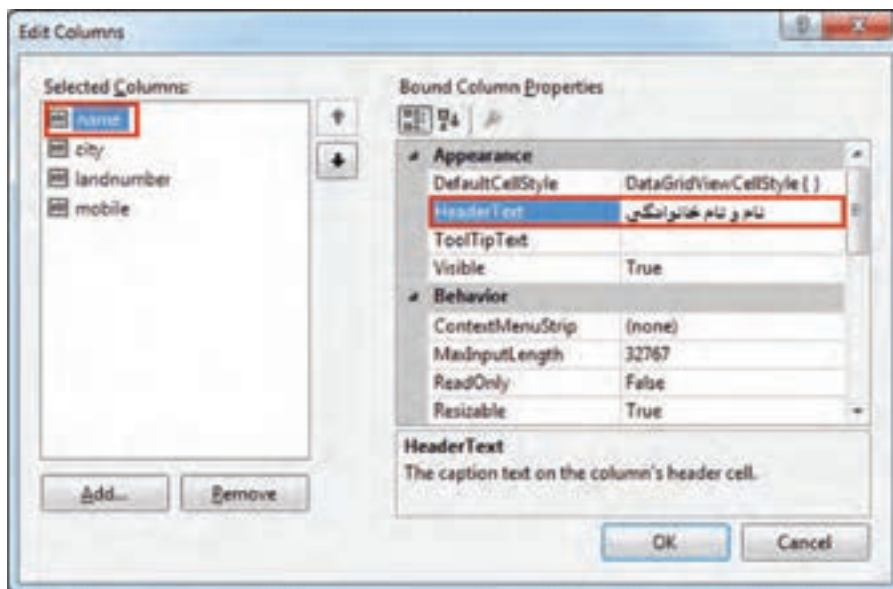 Edit Columns
Selected Columns:
name
city
landnumber
mobile
Add...
Remove
Bound Column Properties
Appearance
DefaultCellStyle DataGridViewCellStyle { }
HeaderText نام و نام خانوادگی
ToolTipText
Visible True
Behavior
ContextMenuStrip (none)
MaxInputLength 32767
ReadOnly False
Resizable True
HeaderText
The caption text on the column's header cell.
OK Cancel